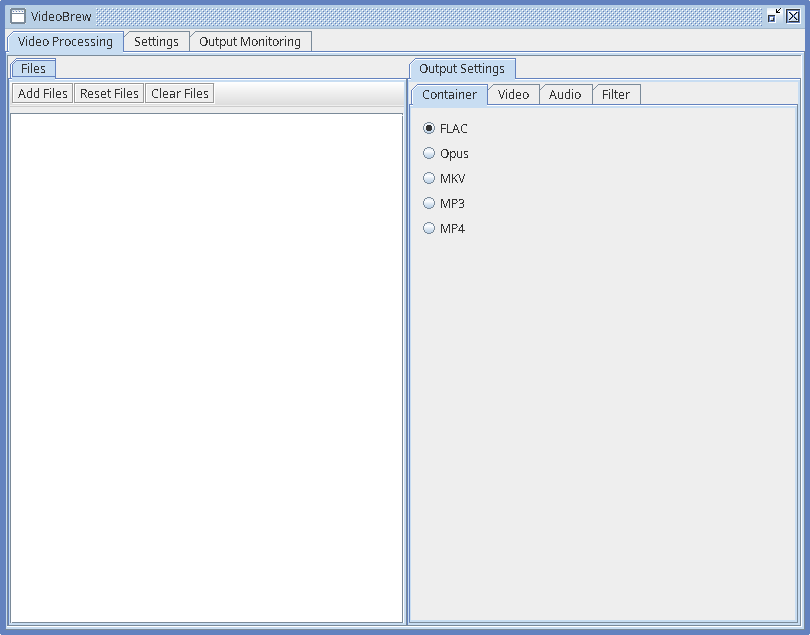 VideoBrew
Video Processing Settings Output Monitoring
Files
Add Files Reset Files Clear Files
Output Settings
Container Video Audio Filter
FLAC
Opus
MKV
MP3
MP4